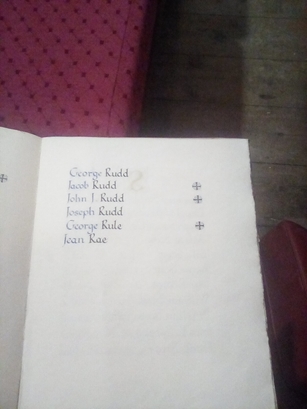 George Rudd
Jacob Rudd ✠
John J. Rudd ✠
Joseph Rudd
George Rule ✠
Jean Rae